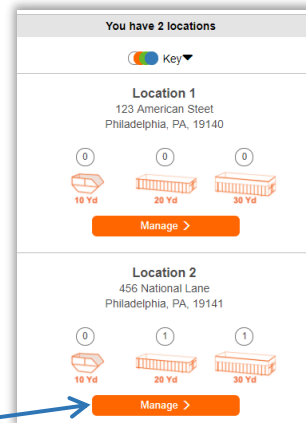 You have 2 locations
Key
Location 1
123 American Steet
Philadelphia, PA, 19140
0 0 0
10 Yd 20 Yd 30 Yd
Manage >
Location 2
456 National Lane
Philadelphia, PA, 19141
0 1 1
10 Yd 20 Yd 30 Yd
Manage >